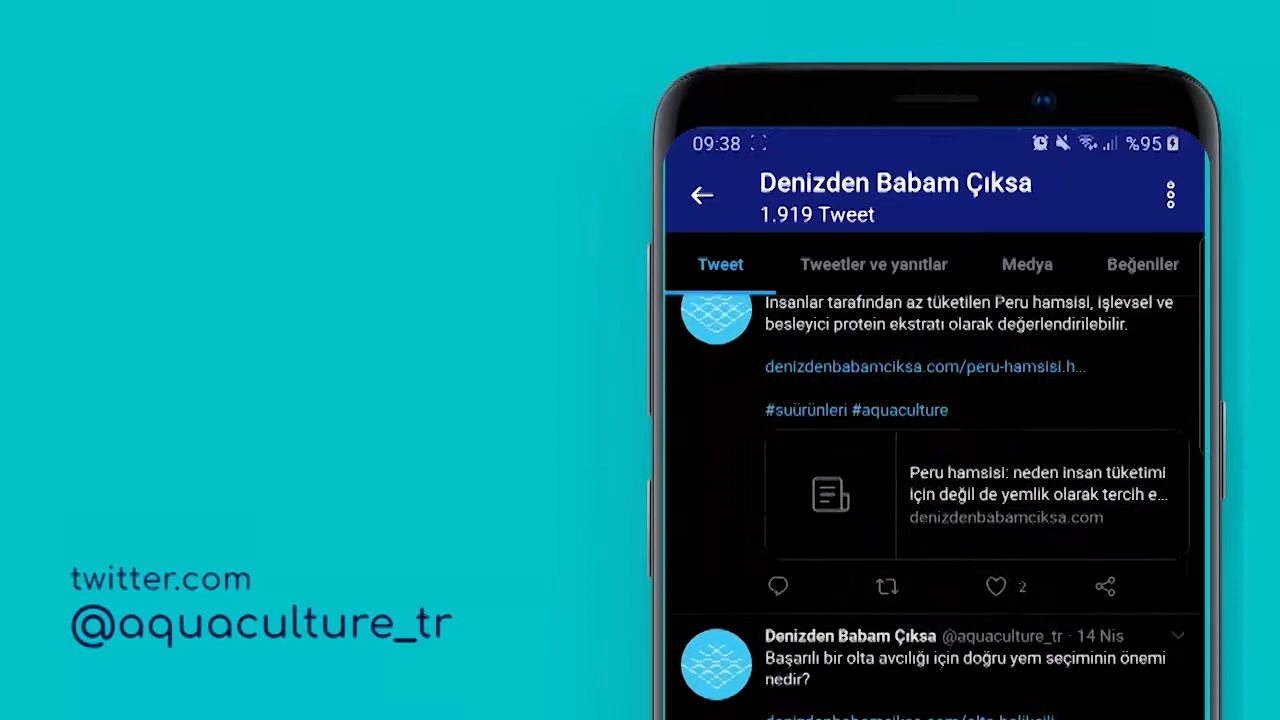 09:38 %95
Denizden Babam Çıksa
1.919 Tweet
Tweet Tweetler ve yanıtlar Medya Beğeniler
İnsanlar tarafından az tüketilen Peru hamsisi, işlevsel ve
besleyici protein ekstratı olarak değerlendirilebilir.
denizdenbabamciksa.com/peru-hamsisi.h...
#suürünleri #aquaculture
Peru hamsisi: neden insan tüketimi
için değil de yemlik olarak tercih e...
denizdenbabamciksa.com
2
Denizden Babam Çıksa @aquaculture_tr · 14 Nis
Başarılı bir olta avcılığı için doğru yem seçiminin önemi
nedir?
twitter.com
@aquaculture_tr